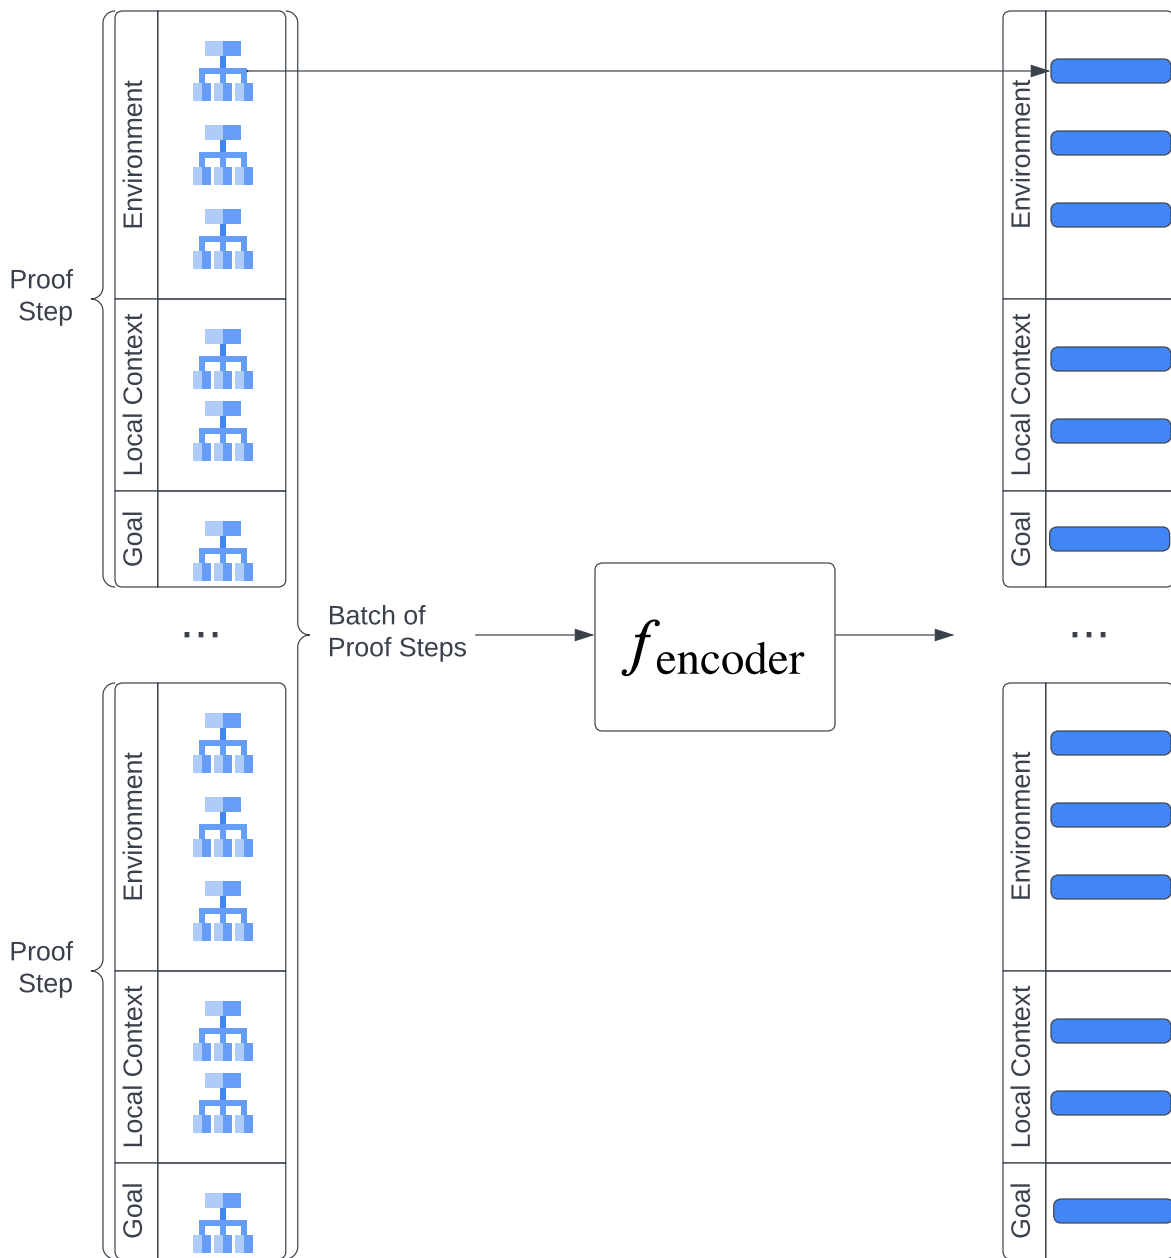 Environment
Local Context
Goal
Proof
Step
...
Batch of
Proof Steps
f encoder
Environment
Local Context
Goal
Proof
Step
Environment
Local Context
Goal
...
Environment
Local Context
Goal